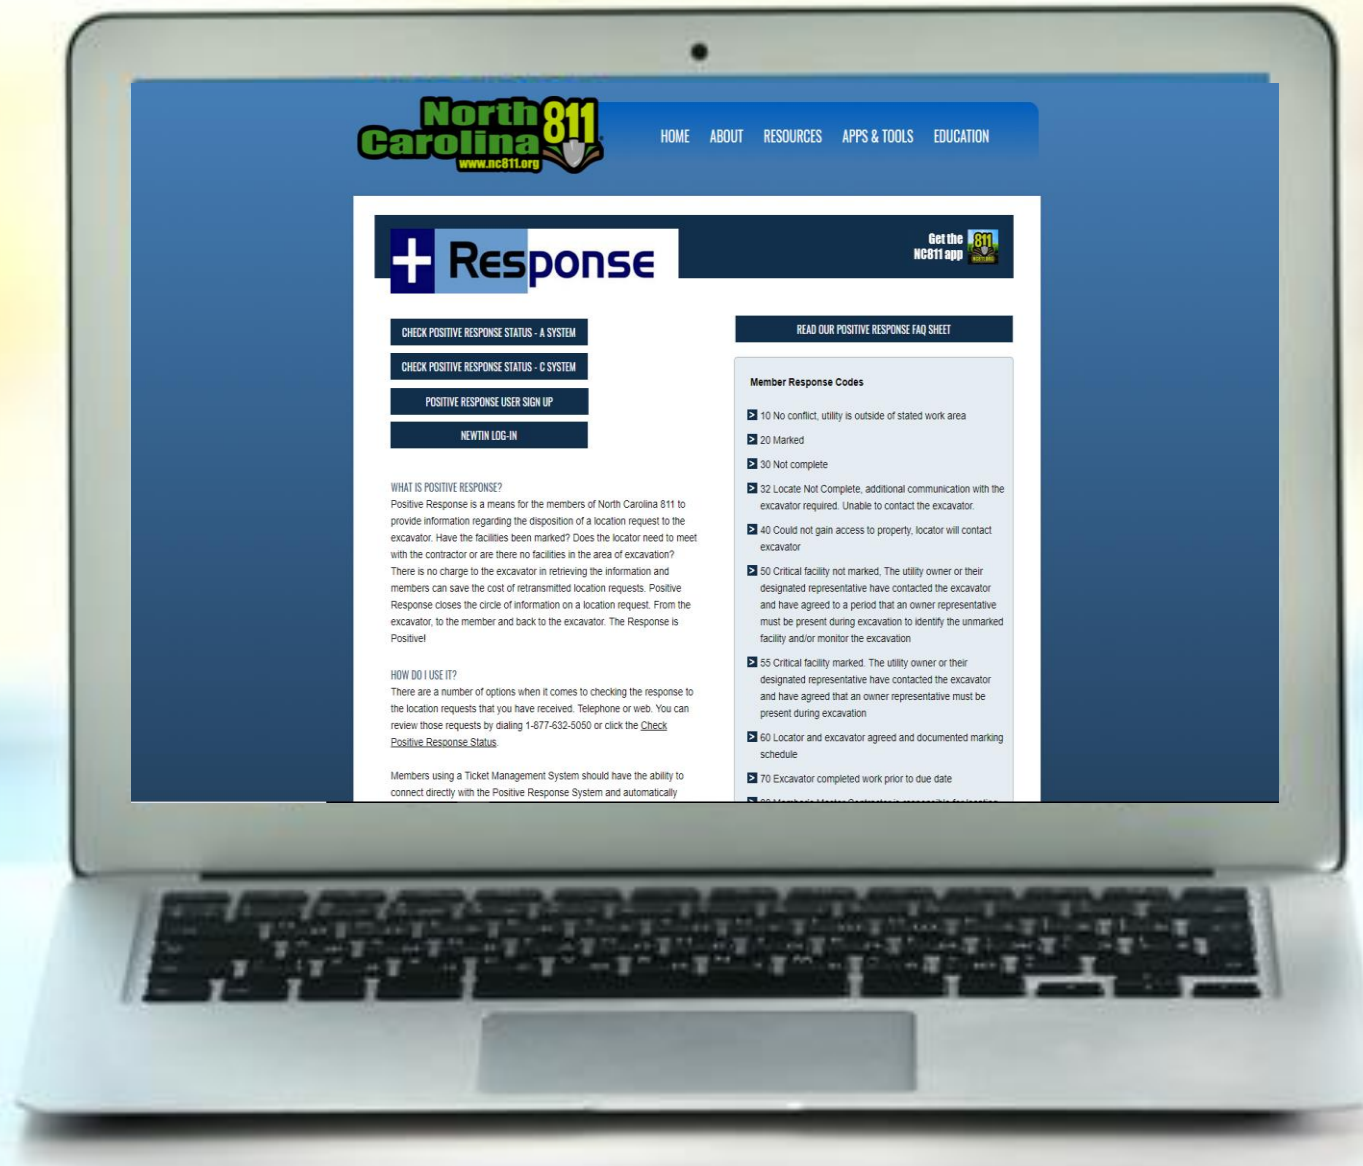 North
Carolina 811
www.nc811.org
HOME ABOUT RESOURCES APPS & TOOLS EDUCATION
+ Response
Get the
NC811 app
811
CHECK POSITIVE RESPONSE STATUS - A SYSTEM
CHECK POSITIVE RESPONSE STATUS - C SYSTEM
POSITIVE RESPONSE USER SIGN UP
NEWTIN LOG-IN
WHAT IS POSITIVE RESPONSE?
Positive Response is a means for the members of North Carolina 811 to
provide information regarding the disposition of a location request to the
excavator. Have the facilities been marked? Does the locator need to meet
with the contractor or are there no facilities in the area of excavation?
There is no charge to the excavator in retrieving the information and
members can save the cost of retransmitted location requests. Positive
Response closes the circle of information on a location request. From the
excavator, to the member and back to the excavator. The Response is
Positive!
HOW DO I USE IT?
There are a number of options when it comes to checking the response to
the location requests that you have received. Telephone or web. You can
review those requests by dialing 1-877-632-5050 or click the Check
Positive Response Status.
Members using a Ticket Management System should have the ability to
connect directly with the Positive Response System and automatically
READ OUR POSITIVE RESPONSE FAQ SHEET
Member Response Codes
10 No conflict, utility is outside of stated work area
20 Marked
30 Not complete
32 Locate Not Complete, additional communication with the
excavator required. Unable to contact the excavator.
40 Could not gain access to property, locator will contact
excavator
50 Critical facility not marked, The utility owner or their
designated representative have contacted the excavator
and have agreed to a period that an owner representative
must be present during excavation to identify the unmarked
facility and/or monitor the excavation
55 Critical facility marked. The utility owner or their
designated representative have contacted the excavator
and have agreed that an owner representative must be
present during excavation
60 Locator and excavator agreed and documented marking
schedule
70 Excavator completed work prior to due date